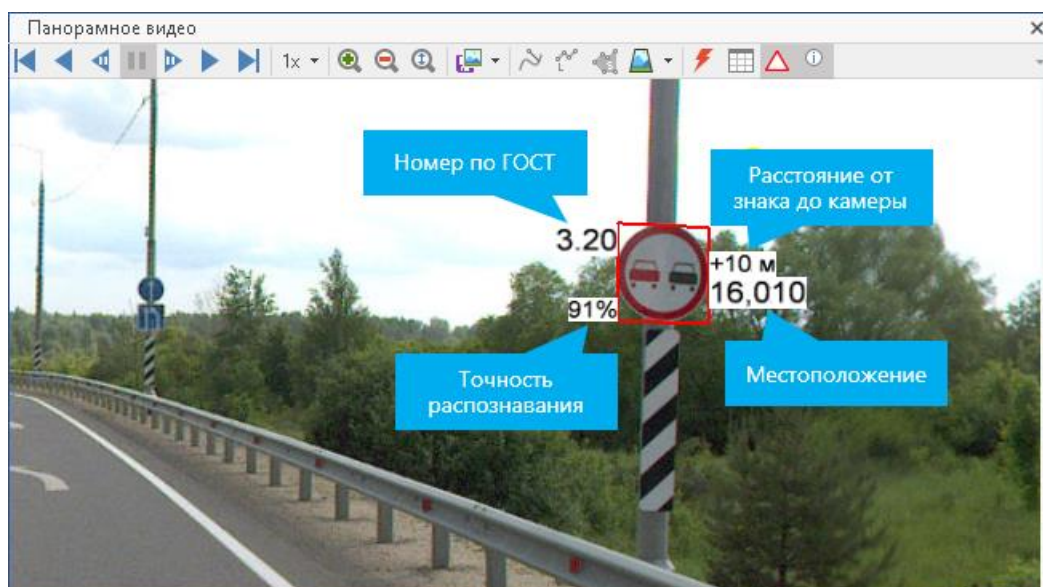 Панорамное видео
1x
Номер по ГОСТ
Расстояние от
знака до камеры
3.20
+10 м
16,010
91%
Точность
распознавания
Местоположение